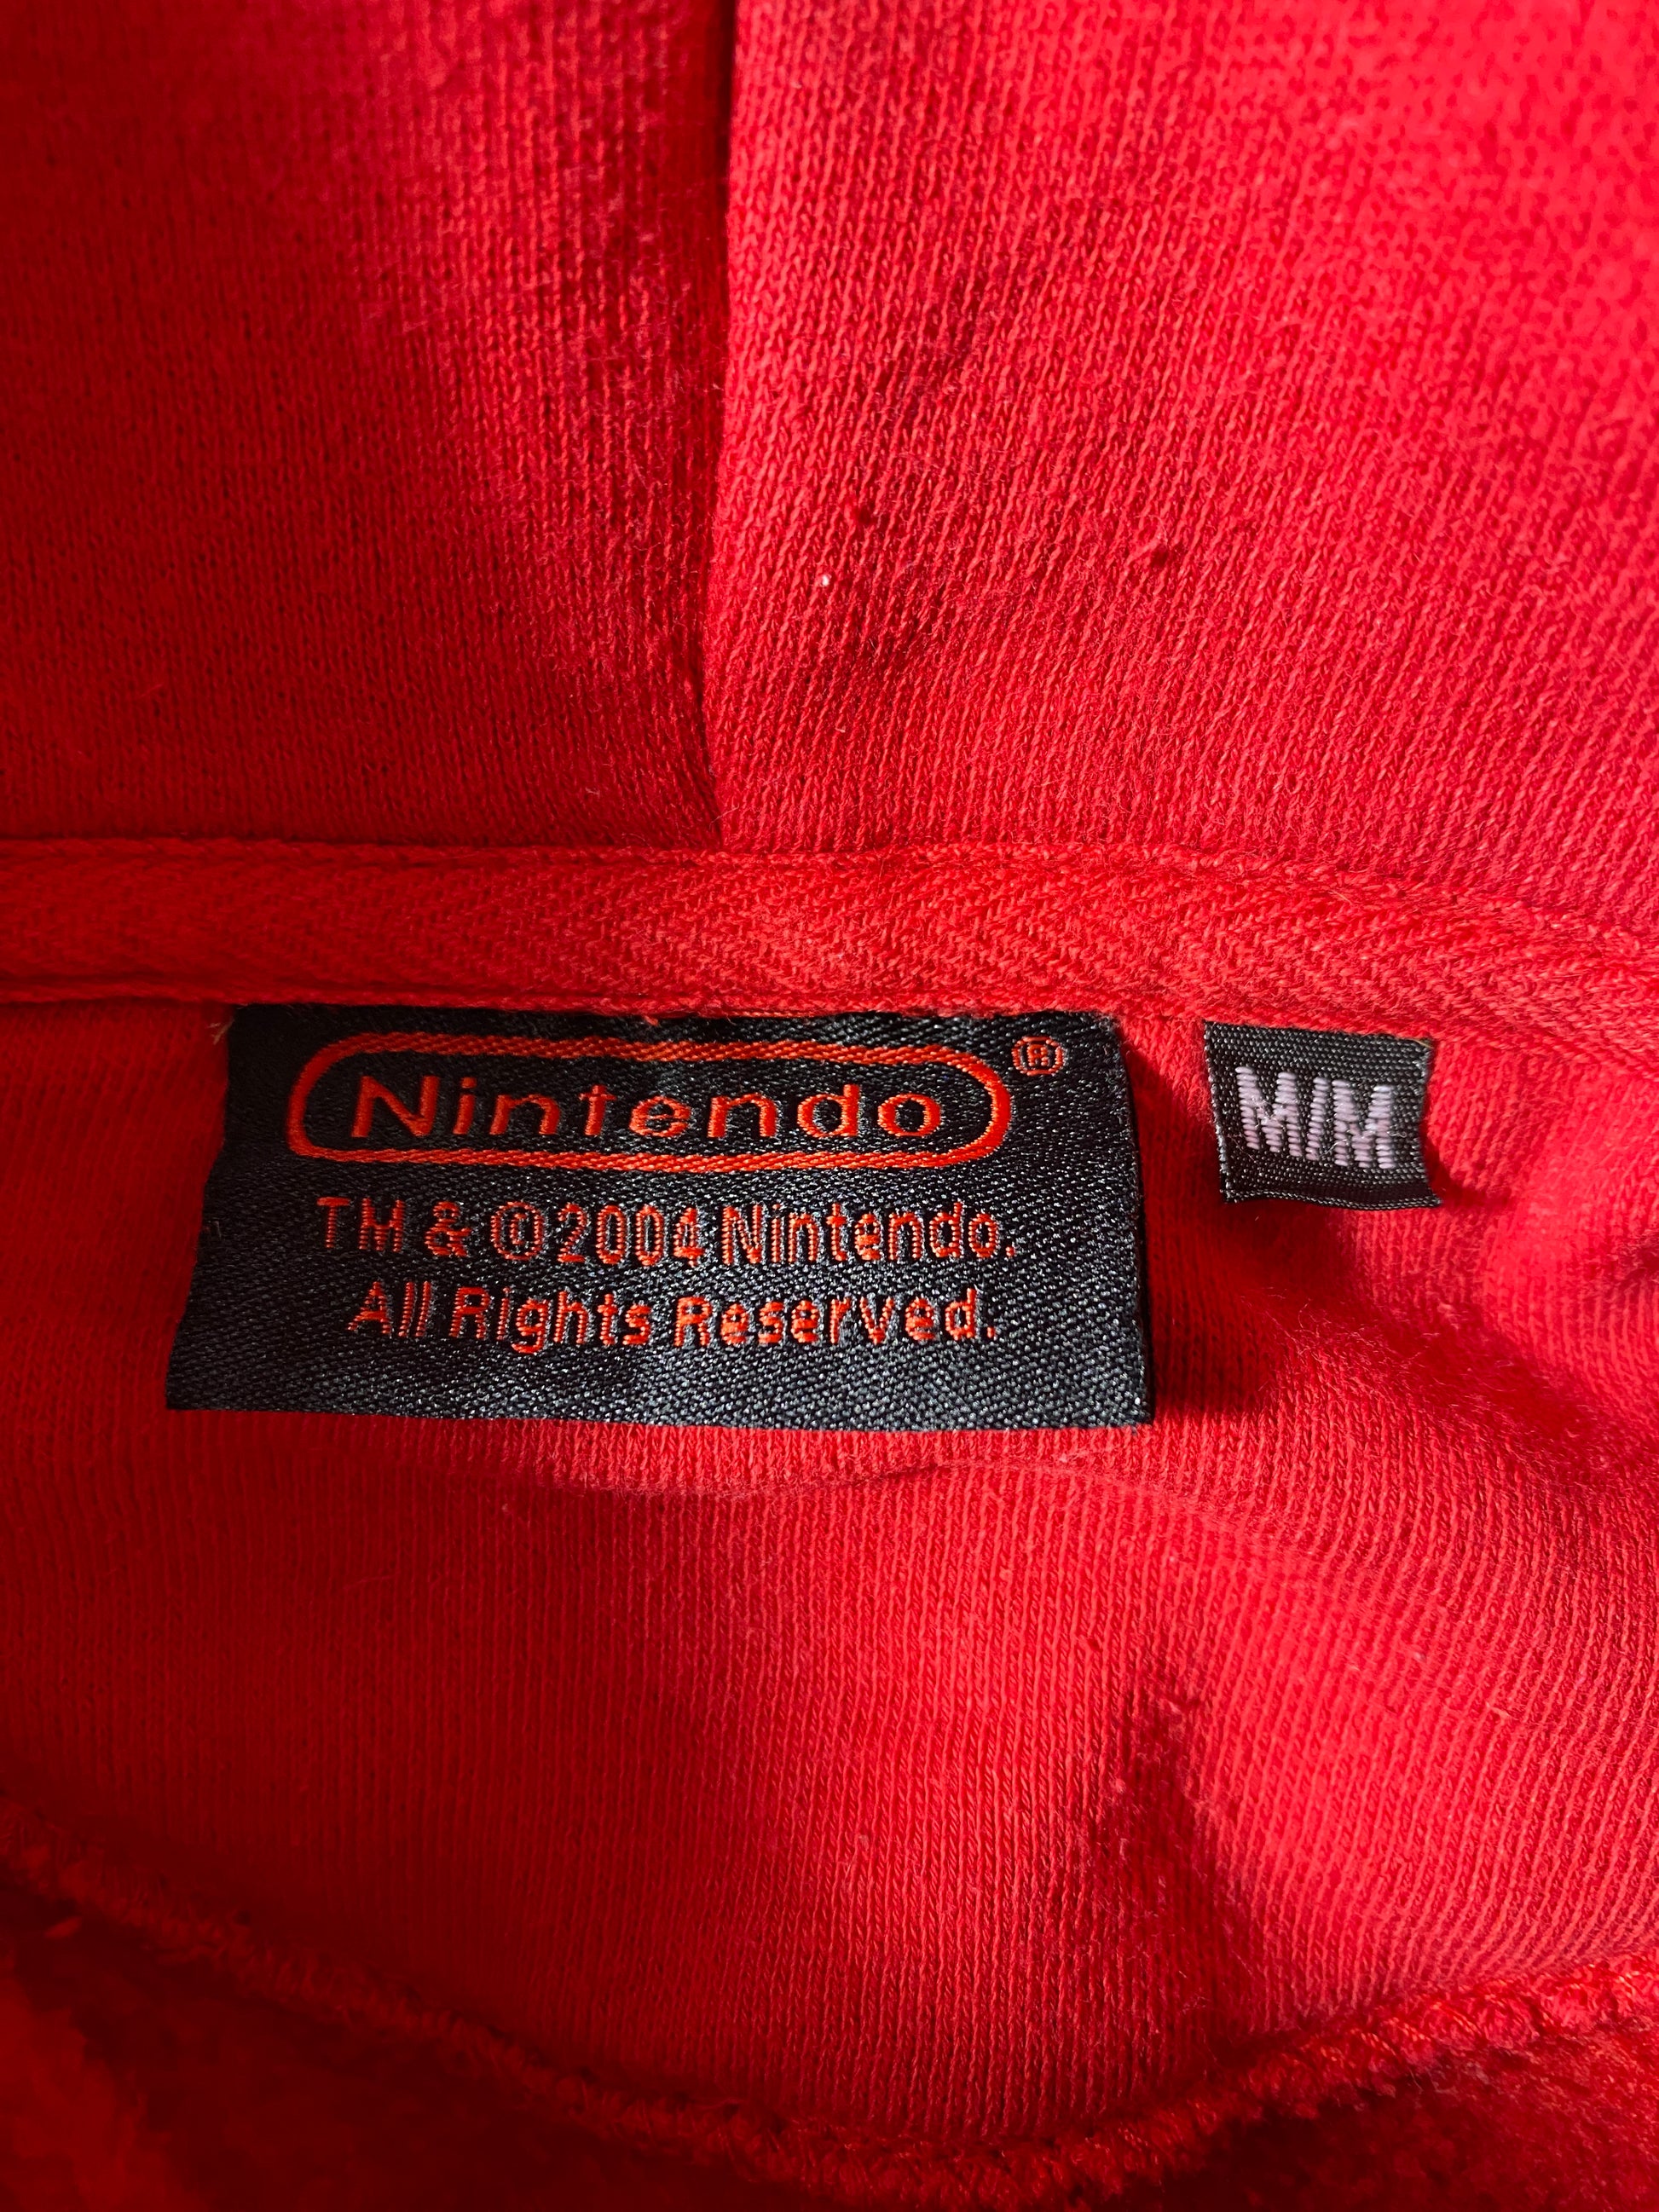 Nintendo®
TM & ©2004 Nintendo.
All Rights Reserved.
M/M